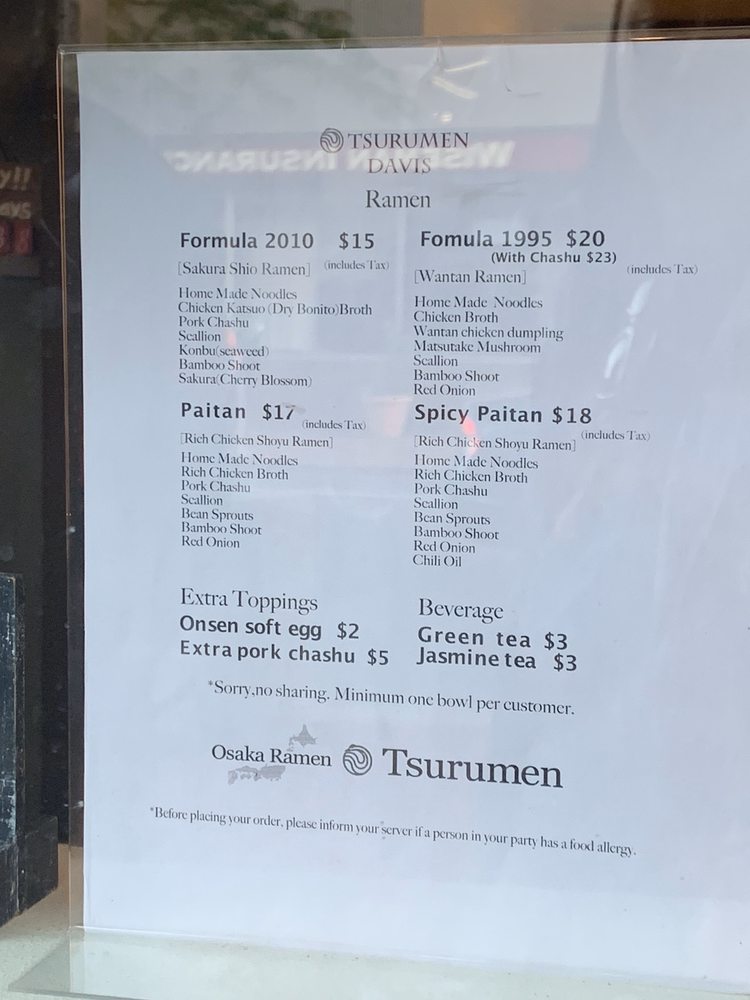 TSURUMEN
DAVIS
Ramen
Formula 2010 $15
[Sakura Shio Ramen] (includes Tax)
Home Made Noodles
Chicken Katsuo (Dry Bonito)Broth
Pork Chashu
Scallion
Konbu(seaweed)
Bamboo Shoot
Sakura(Cherry Blossom)
Fomula 1995 $20
(With Chashu $23)
[Wantan Ramen] (includes Tax)
Home Made Noodles
Chicken Broth
Wantan chicken dumpling
Matsutake Mushroom
Scallion
Bamboo Shoot
Red Onion
Paitan $17 (includes Tax)
[Rich Chicken Shoyu Ramen]
Home Made Noodles
Rich Chicken Broth
Pork Chashu
Scallion
Bean Sprouts
Bamboo Shoot
Red Onion
Spicy Paitan $18
[Rich Chicken Shoyu Ramen] (includes Tax)
Home Made Noodles
Rich Chicken Broth
Pork Chashu
Scallion
Bean Sprouts
Bamboo Shoot
Red Onion
Chili Oil
Extra Toppings
Onsen soft egg $2
Extra pork chashu $5
Beverage
Green tea $3
Jasmine tea $3
*Sorry,no sharing. Minimum one bowl per customer.
Osaka Ramen Tsurumen
*Before placing your order, please inform your server if a person in your party has a food allergy.
WISEMAN INSURANC